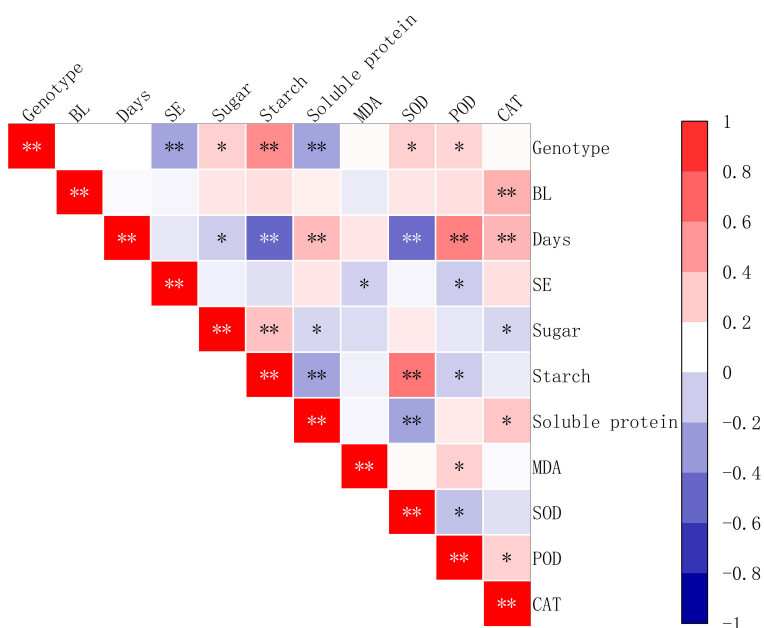 Genotype BL Days SE Sugar Starch Soluble protein MDA SOD POD CAT
** ** * ** ** * * Genotype
** ** BL
** * ** ** ** ** ** Days
** * * SE
** ** * * Sugar
** ** ** * Starch
** ** * Soluble protein
** * MDA
** * SOD
** * POD
** CAT
1
0.8
0.6
0.4
0.2
0
-0.2
-0.4
-0.6
-0.8
-1